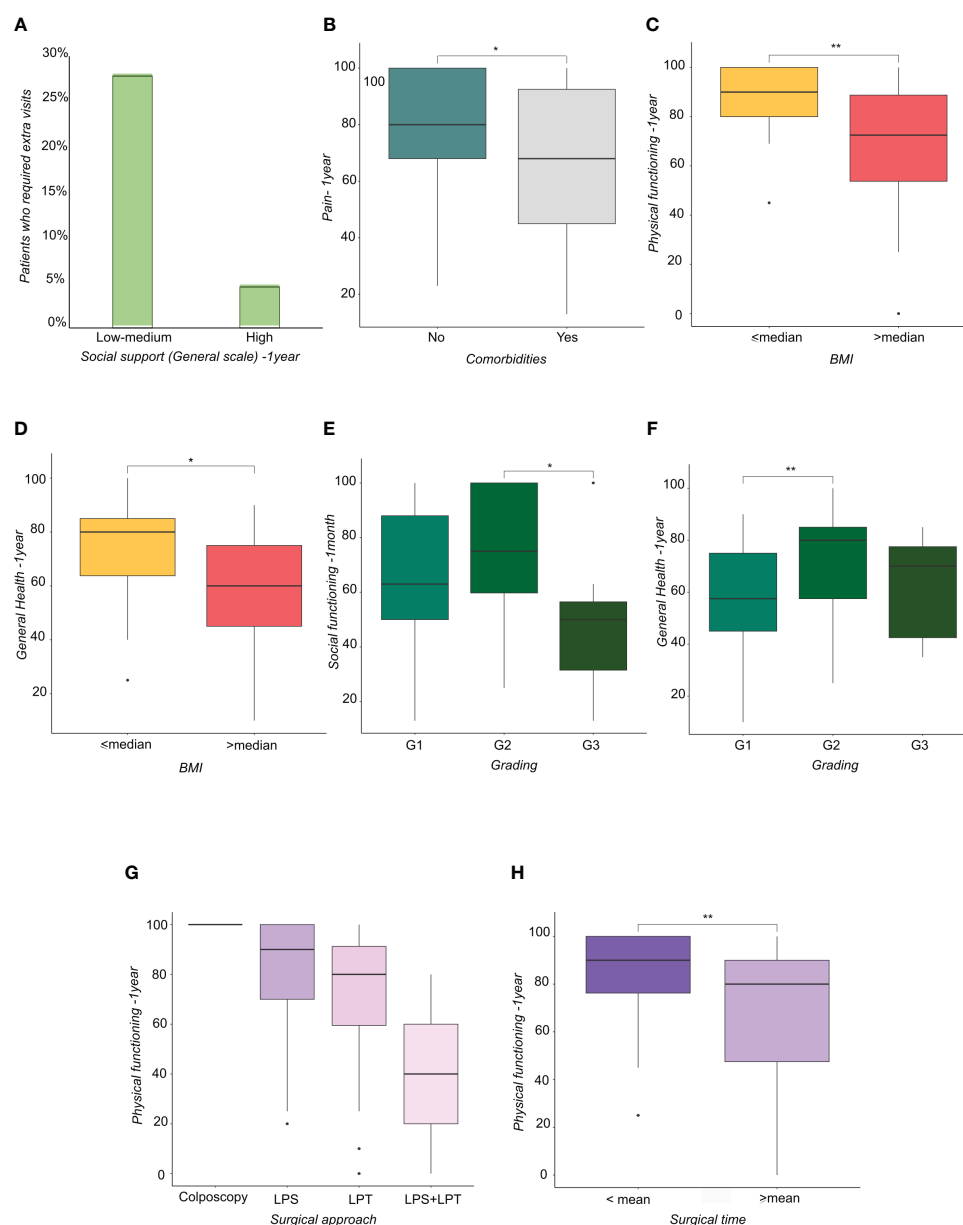 A
30%
25%
20%
15%
10%
5%
0%
Patients who required extra visits
Low-medium
High
Social support (General scale) -1year
B
*
100
100
80
60
40
20
Pain- 1year
No
Yes
Comorbidities
C
**
100
80
60
40
20
0
Physical functioning -1year
≤median
>median
BMI
D
*
100
80
60
40
20
General Health -1year
≤median
>median
BMI
E
*
100
80
60
40
20
Social functioning -1month
G1
G2
G3
Grading
F
**
100
80
60
40
20
General Health -1year
G1
G2
G3
Grading
G
100
80
60
40
20
0
Physical functioning -1year
Colposcopy
LPS
LPT
LPS+LPT
Surgical approach
H
**
100
80
60
40
20
0
Physical functioning -1year
< mean
>mean
Surgical time